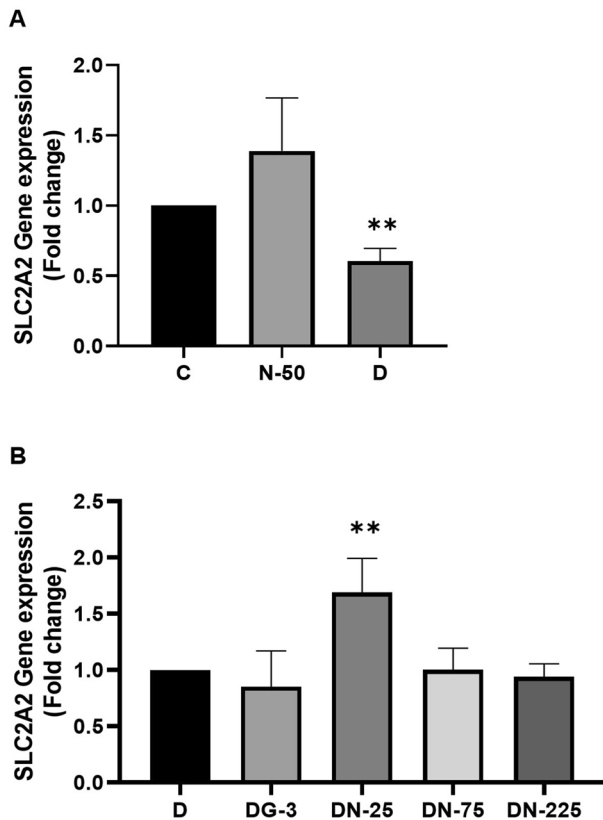 A
SLC2A2 Gene expression
(Fold change)
2.0
1.5
1.0
0.5
0.0
**
C N-50 D
B
SLC2A2 Gene expression
(Fold change)
2.5
2.0
1.5
1.0
0.5
0.0
**
D DG-3 DN-25 DN-75 DN-225